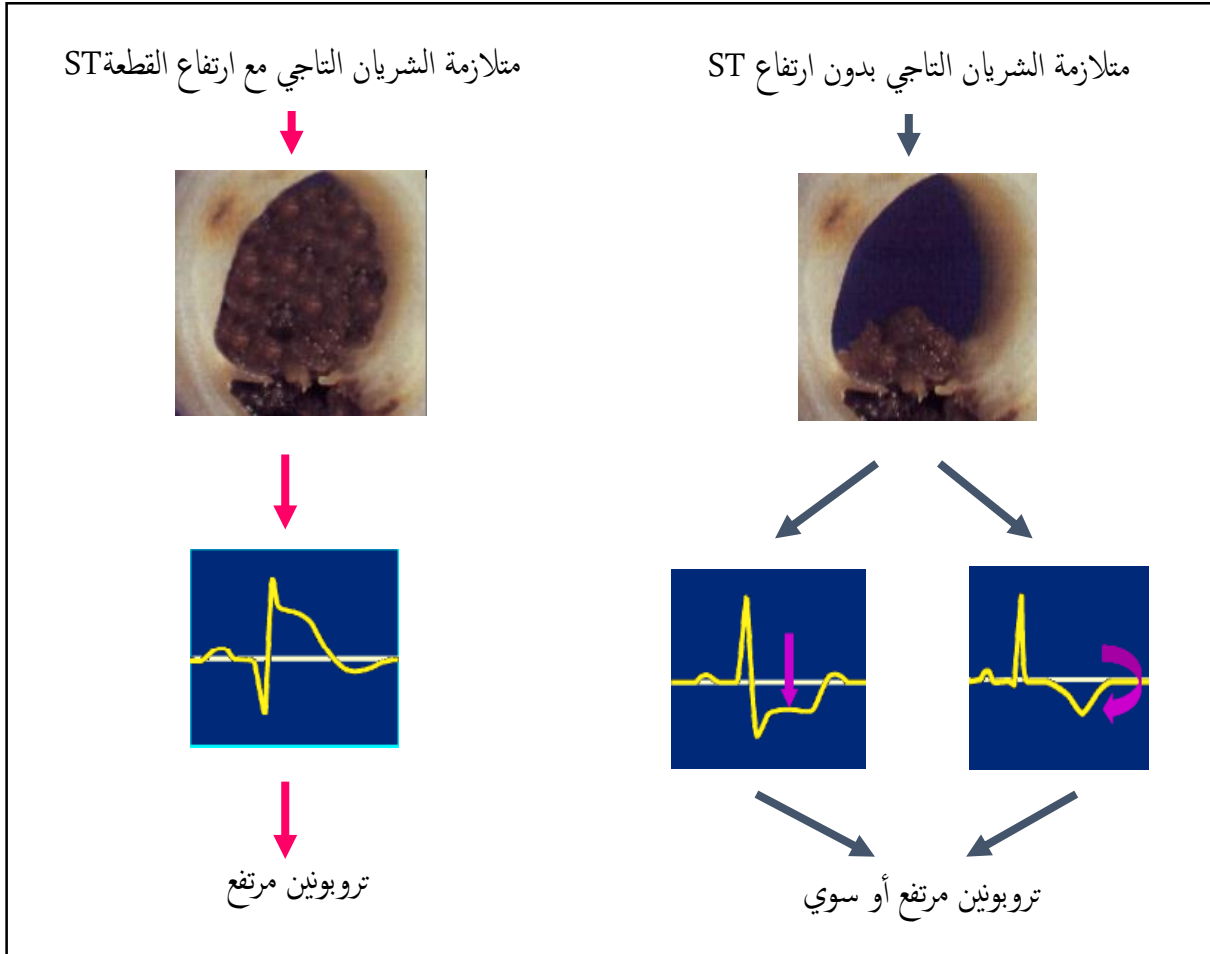 متلازمة الشريان التاجي بدون ارتفاع ST
متلازمة الشريان التاجي مع ارتفاع القطعةST
تروبونين مرتفع أو سوي
تروبونين مرتفع